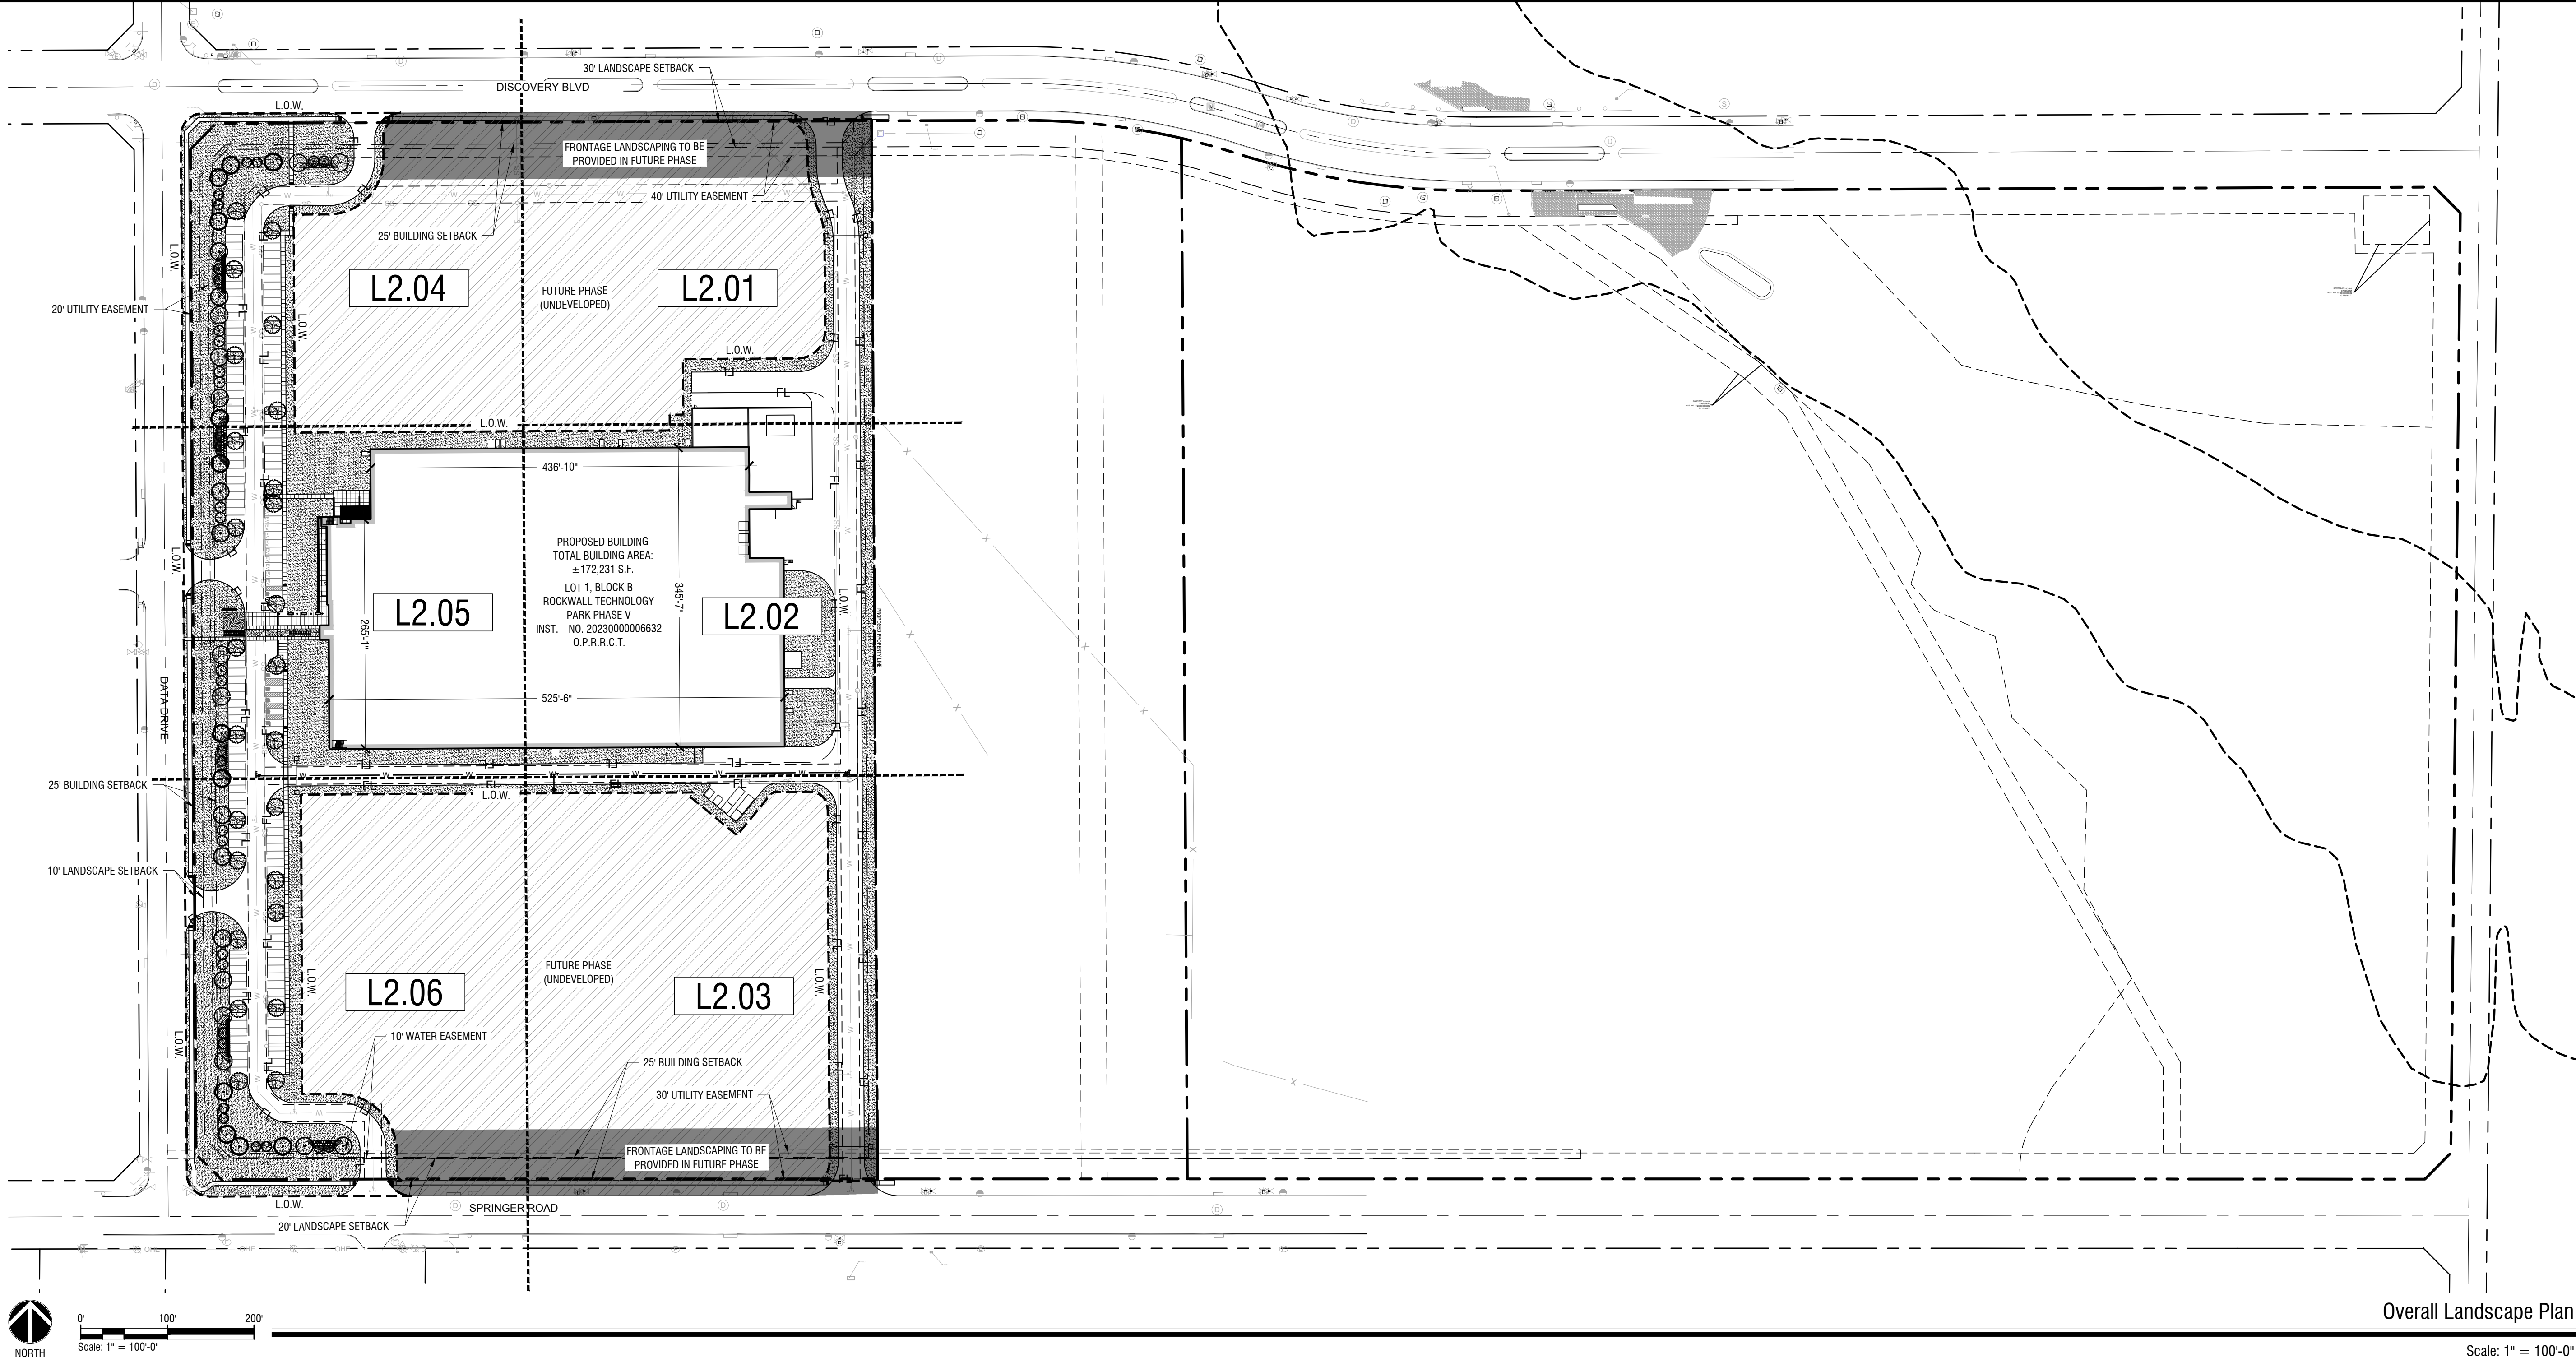 30' LANDSCAPE SETBACK
DISCOVERY BLVD
L.O.W.
FRONTAGE LANDSCAPING TO BE
PROVIDED IN FUTURE PHASE
40' UTILITY EASEMENT
25' BUILDING SETBACK
L.O.W.
L2.04
L2.01
FUTURE PHASE
(UNDEVELOPED)
20' UTILITY EASEMENT
L.O.W.
L.O.W.
L.O.W.
436'-10"
PROPOSED BUILDING
TOTAL BUILDING AREA:
±172,231 S.F.
LOT 1, BLOCK B
ROCKWALL TECHNOLOGY
PARK PHASE V
INST. NO. 20230000006632
O.P.R.R.C.T.
L.O.W.
345'-7"
L2.05
L2.02
L.O.W.
265'-1"
PROPOSED PROPERTY LINE
DATA DRIVE
525'-6"
25' BUILDING SETBACK
L.O.W.
10' LANDSCAPE SETBACK
FUTURE PHASE
(UNDEVELOPED)
L.O.W.
L2.06
L2.03
L.O.W.
L.O.W.
10' WATER EASEMENT
25' BUILDING SETBACK
30' UTILITY EASEMENT
FRONTAGE LANDSCAPING TO BE
PROVIDED IN FUTURE PHASE
L.O.W.
SPRINGER ROAD
20' LANDSCAPE SETBACK
0' 100' 200'
Scale: 1" = 100'-0"
NORTH
Overall Landscape Plan
Scale: 1" = 100'-0"